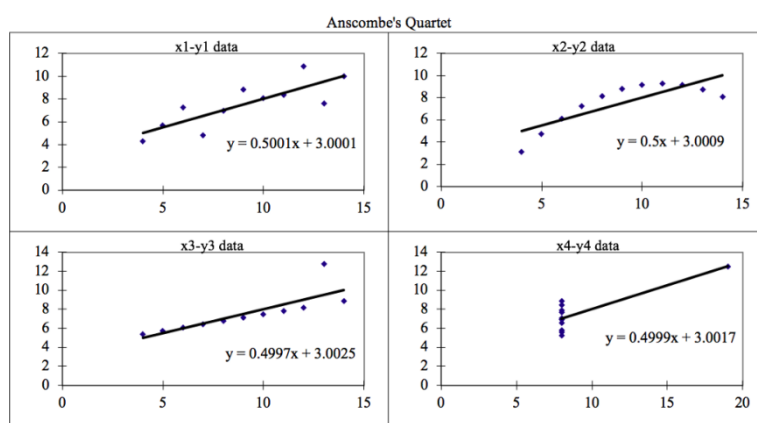 Anscombe's Quartet
x1-y1 data
12
10
8
6
4
2
0
y = 0.5001x + 3.0001
0 5 10 15
x2-y2 data
12
10
8
6
4
2
0
y = 0.5x + 3.0009
0 5 10 15
x3-y3 data
14
12
10
8
6
4
2
0
y = 0.4997x + 3.0025
0 5 10 15
x4-y4 data
14
12
10
8
6
4
2
0
y = 0.4999x + 3.0017
0 5 10 15 20